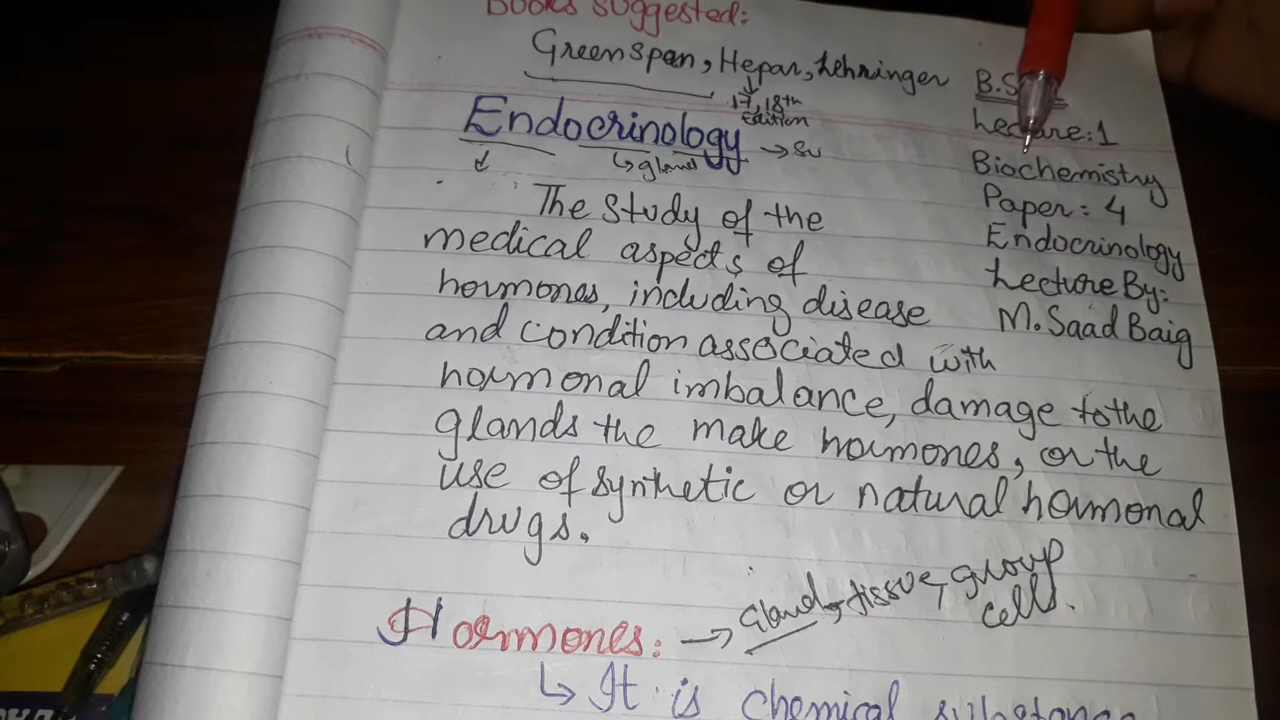 Books suggested:
Greenspan, Hepar, Lehninger
17, 18th
Edition
Endocrinology
gland
The study of the
medical aspects of
hormones, including disease
and condition associated with
hormonal imbalance, damage to the
glands the make hormones, or the
use of synthetic or natural hormonal
drugs.
B.S
Lecture:1
Biochemistry
Paper: 4
Endocrinology
Lecture By:
M. Saad Baig
Hormones: → Gland, tissue, group
cells.
It is chemical substance